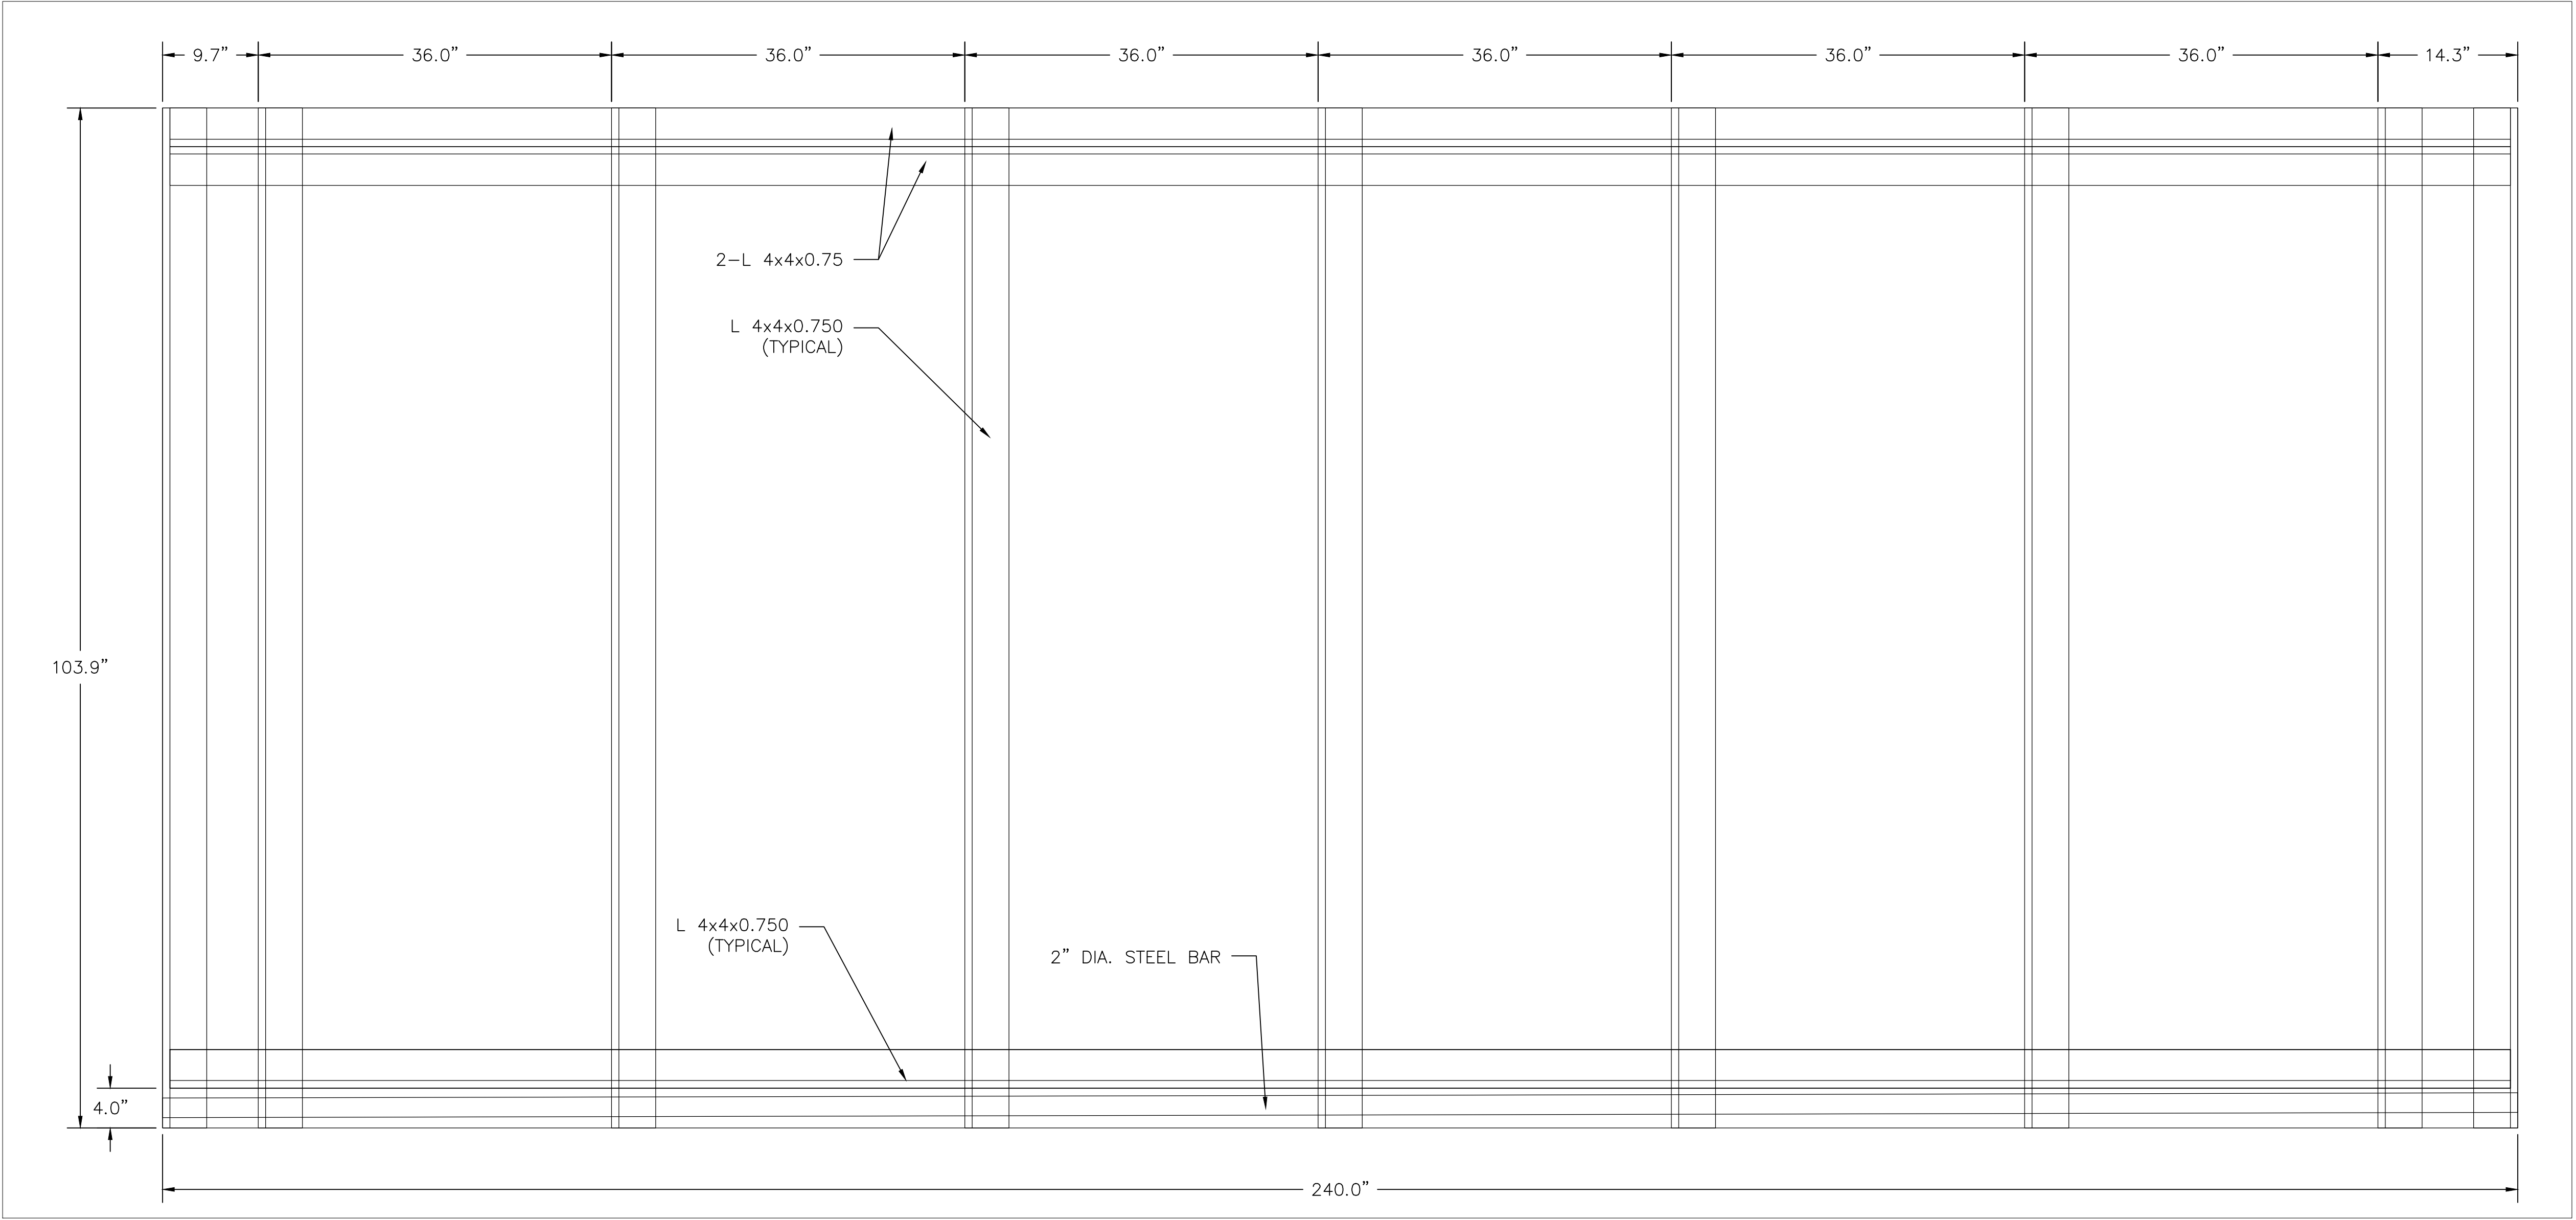 9.7”
36.0”
36.0”
36.0”
36.0”
36.0”
36.0”
14.3”
2-L 4x4x0.75
L 4x4x0.750
(TYPICAL)
103.9”
L 4x4x0.750
(TYPICAL)
2” DIA. STEEL BAR
4.0”
240.0”